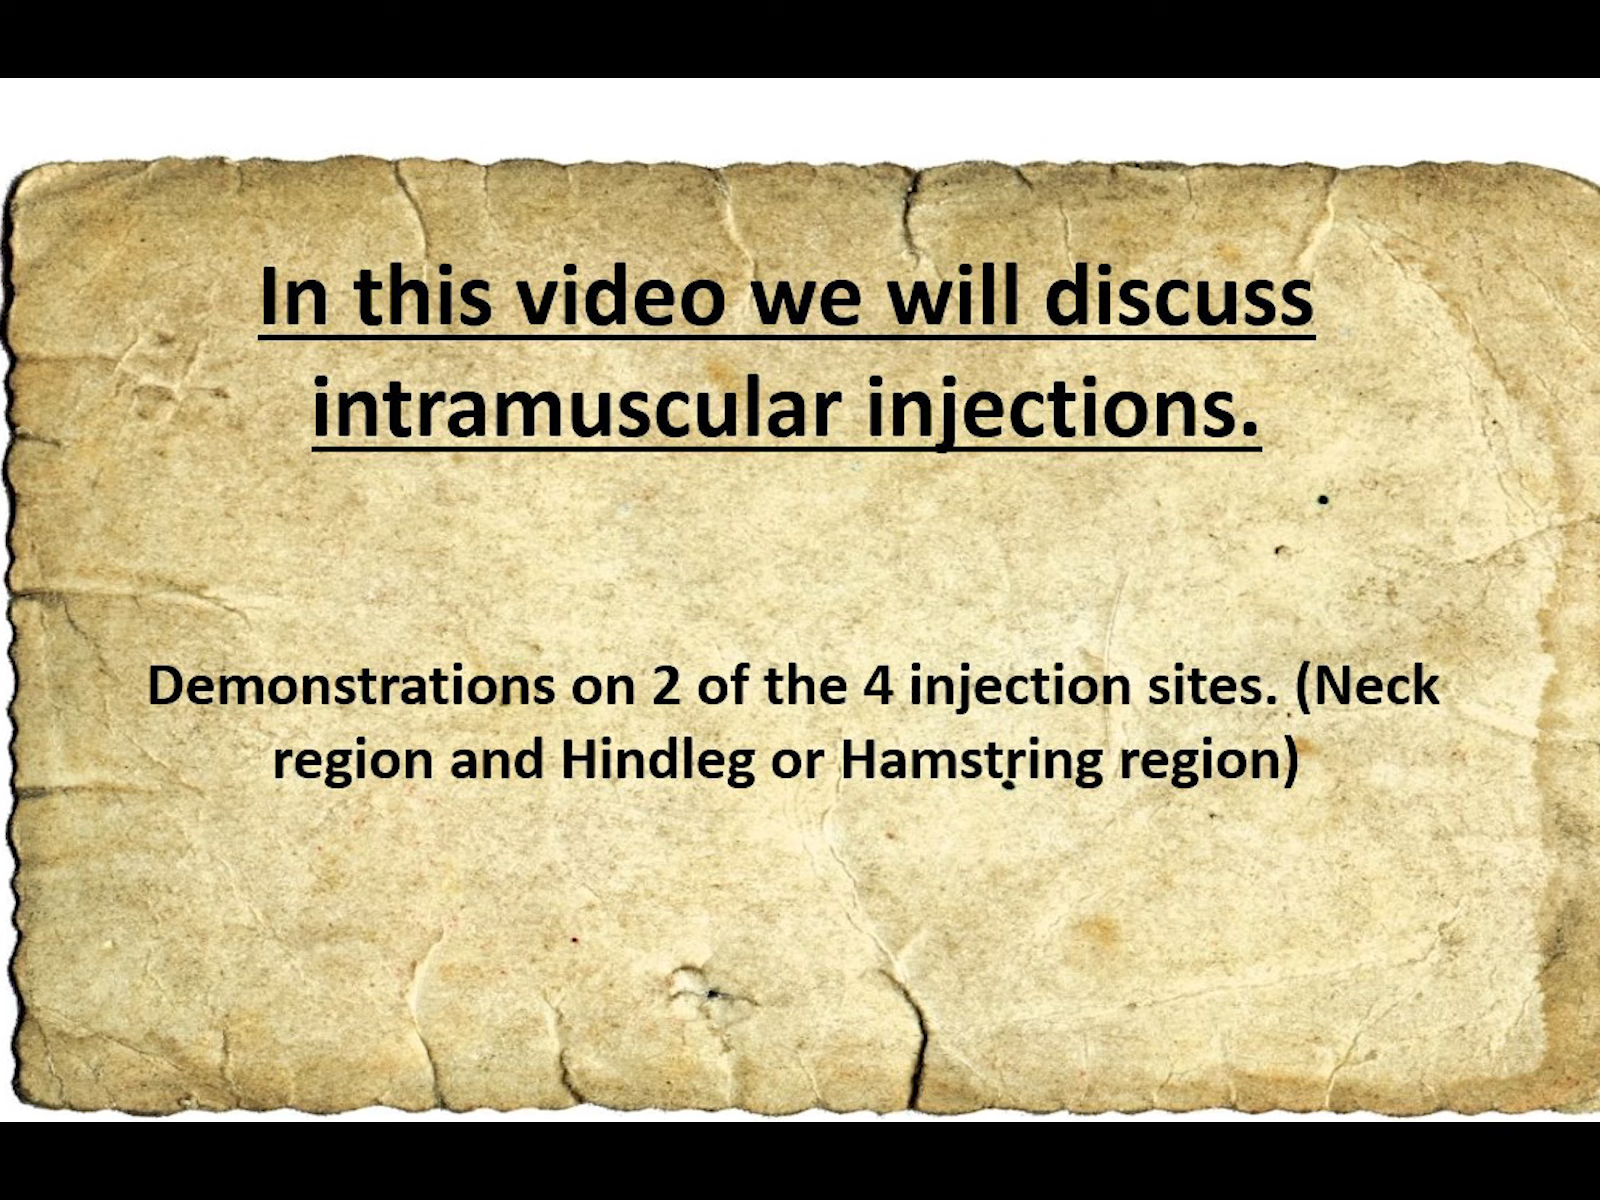 In this video we will discuss
intramuscular injections.
Demonstrations on 2 of the 4 injection sites. (Neck
region and Hindleg or Hamstring region)